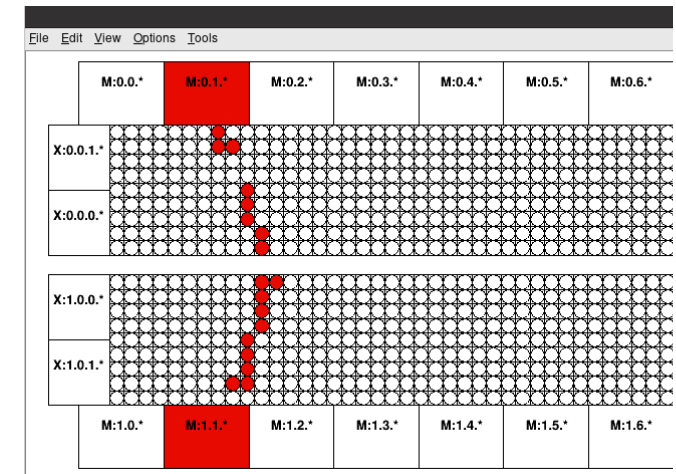 File Edit View Options Tools
M:0.0.* M:0.1.* M:0.2.* M:0.3.* M:0.4.* M:0.5.* M:0.6.*
X:0.0.1.*
X:0.0.0.*
X:1.0.0.*
X:1.0.1.*
M:1.0.* M:1.1.* M:1.2.* M:1.3.* M:1.4.* M:1.5.* M:1.6.*